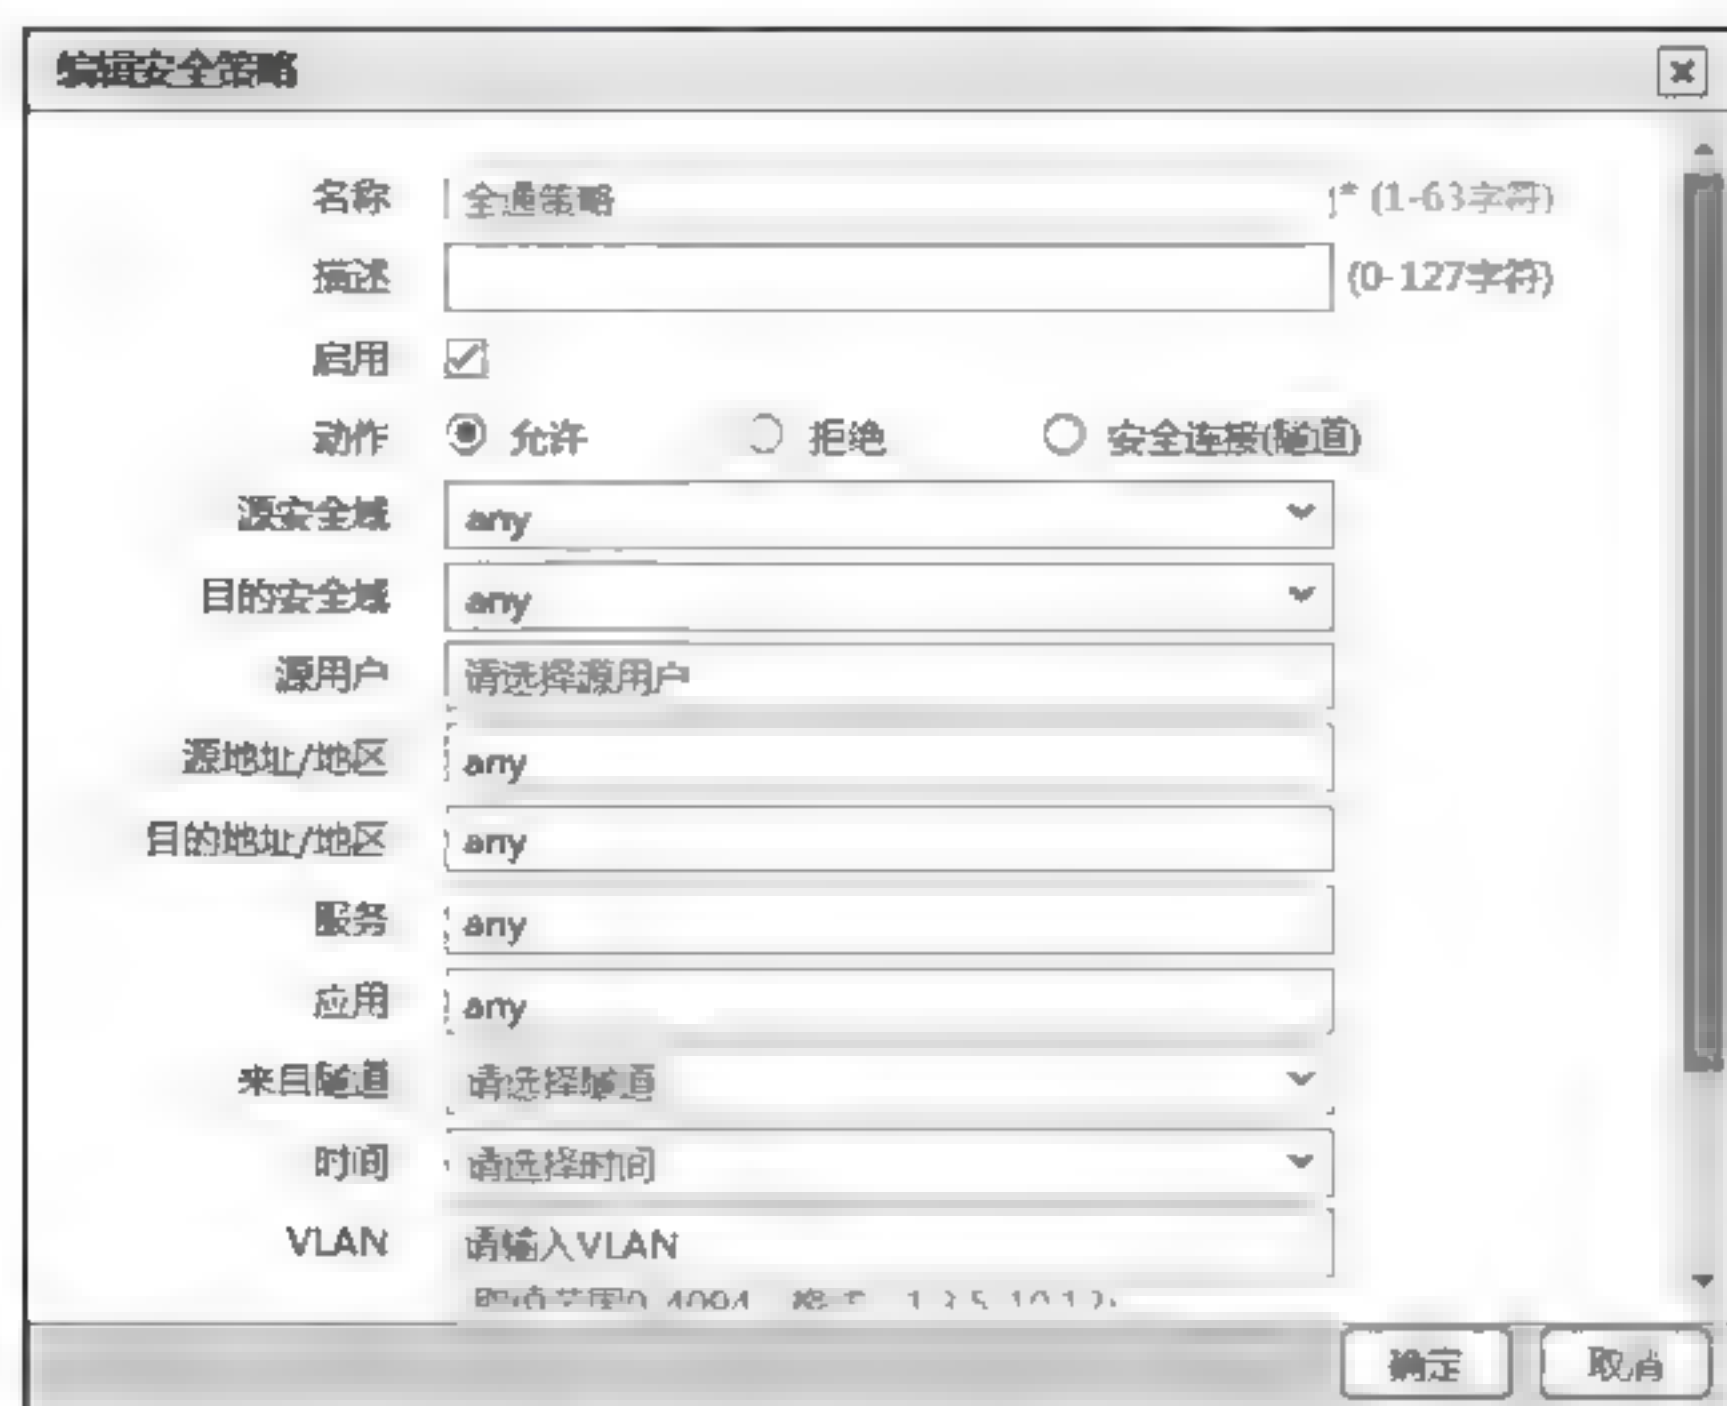 编辑安全策略
名称 全通策略 * (1-63字符)
描述 (0-127字符)
启用
动作 允许 拒绝 安全连接(隧道)
源安全域 any
目的安全域 any
源用户 请选择源用户
源地址/地区 any
目的地址/地区 any
服务 any
应用 any
来自隧道 请选择隧道
时间 请选择时间
VLAN 请输入VLAN
确定 取消